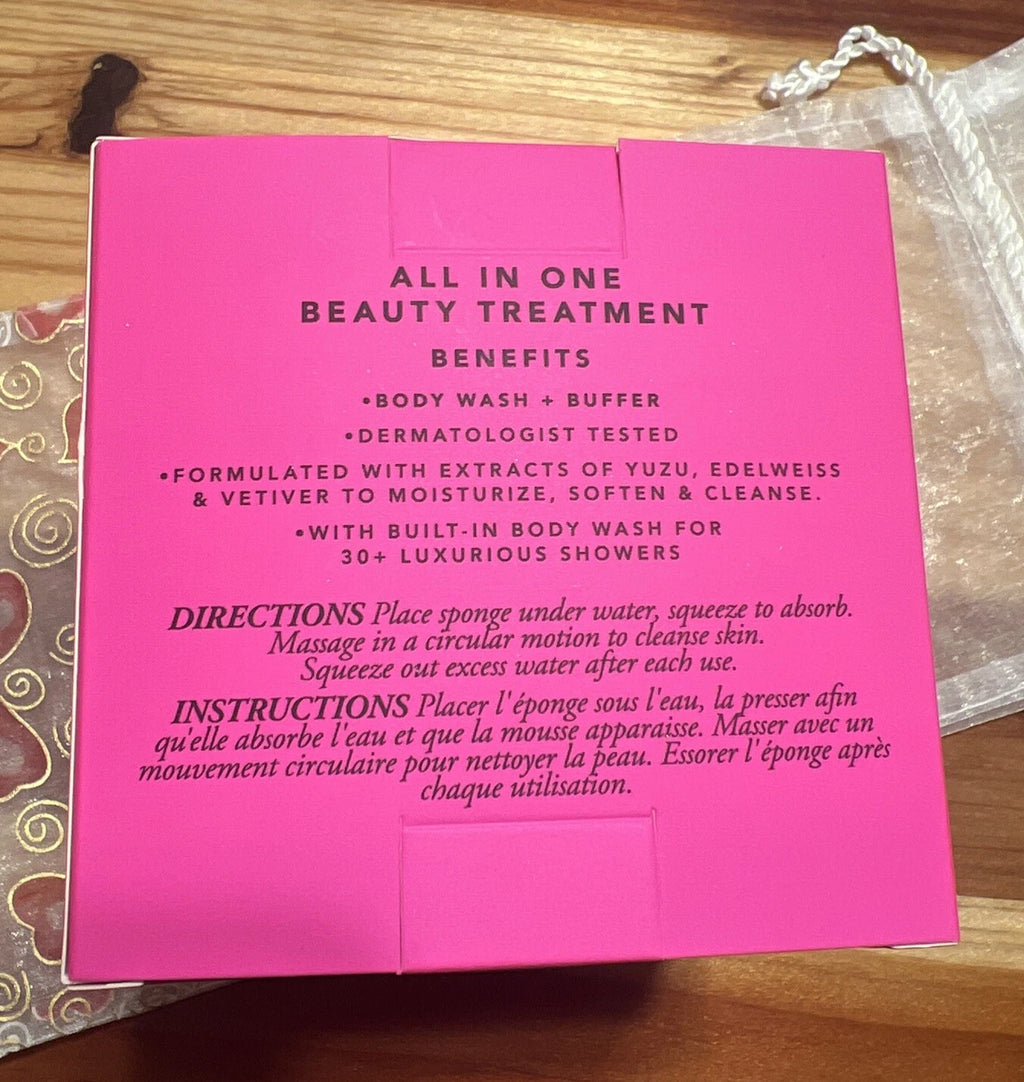 ALL IN ONE
BEAUTY TREATMENT
BENEFITS
•BODY WASH + BUFFER
•DERMATOLOGIST TESTED
•FORMULATED WITH EXTRACTS OF YUZU, EDELWEISS
& VETIVER TO MOISTURIZE, SOFTEN & CLEANSE.
•WITH BUILT-IN BODY WASH FOR
30+ LUXURIOUS SHOWERS
DIRECTIONS Place sponge under water, squeeze to absorb.
Massage in a circular motion to cleanse skin.
Squeeze out excess water after each use.
INSTRUCTIONS Placer l'éponge sous l'eau, la presser afin
qu'elle absorbe l'eau et que la mousse apparaisse. Masser avec un
mouvement circulaire pour nettoyer la peau. Essorer l'éponge après
chaque utilisation.